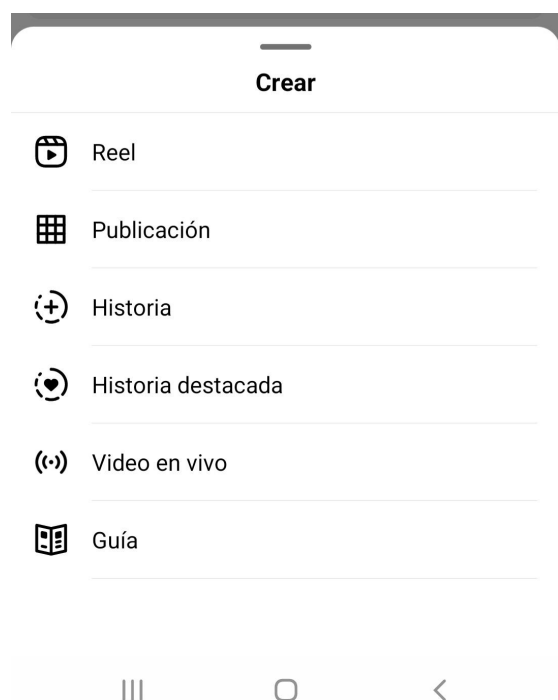 Crear
Reel
Publicación
Historia
Historia destacada
Video en vivo
Guía